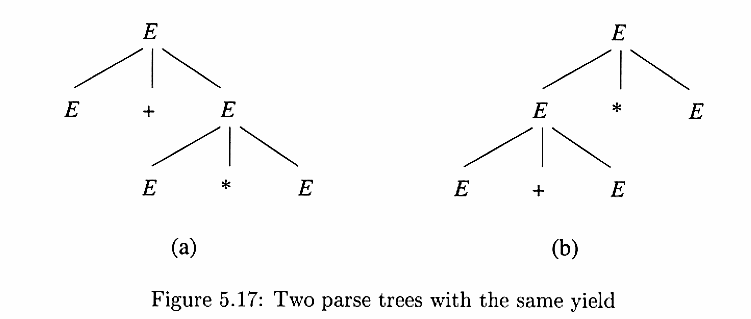 E E
E + E E * E
E * E E + E
(a) (b)
Figure 5.17: Two parse trees with the same yield